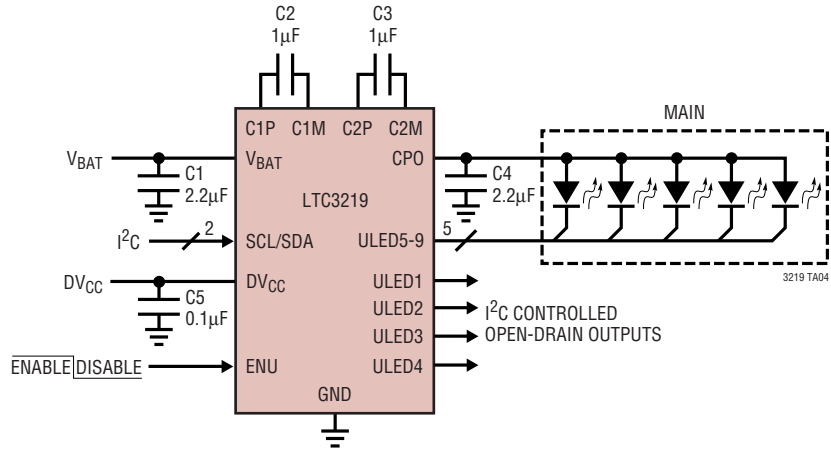 C2
1μF
C3
1μF
C1P C1M C2P C2M
MAIN
VBAT
VBAT
CPO
C1
2.2μF
C4
2.2μF
LTC3219
I2C
2
SCL/SDA
ULED5-9
5
3219 TA04
DVCC
DVCC
ULED1
C5
0.1μF
ULED2
ULED3
I2C CONTROLLED
OPEN-DRAIN OUTPUTS
ENABLE DISABLE
ENU
ULED4
GND